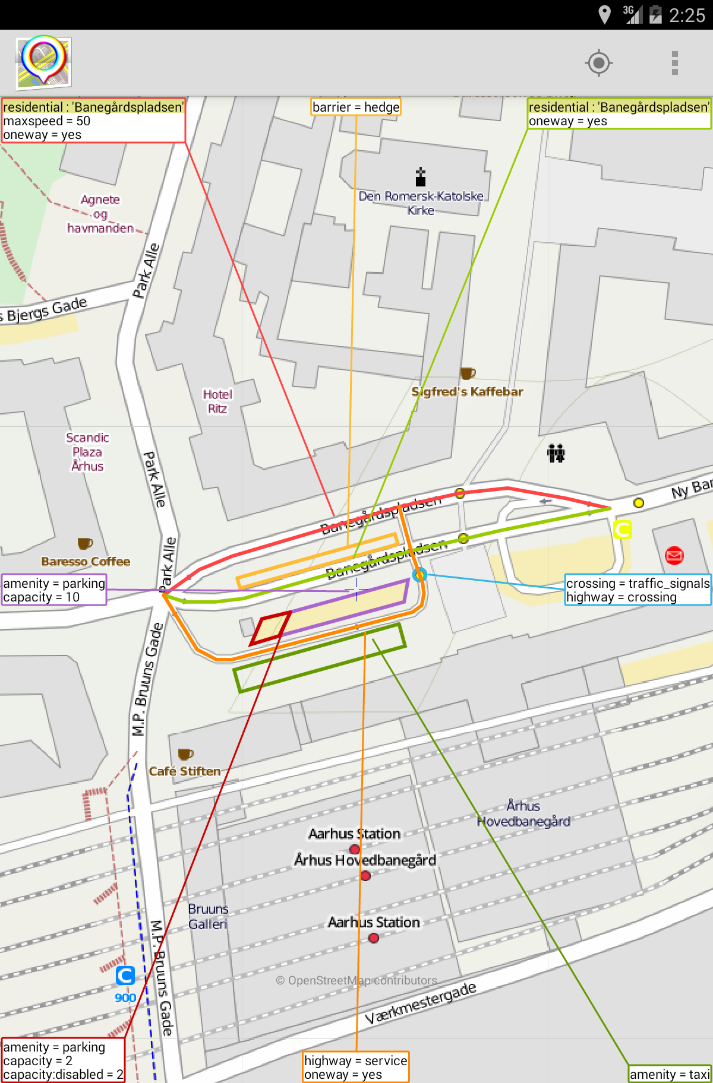 3G 2:25
residential : 'Banegårdspladsen'
maxspeed = 50
oneway = yes
barrier = hedge
residential : 'Banegårdspladsen'
oneway = yes
Agnete
og
havmanden
Den Romersk-Katolske
Kirke
Park Alle
s Bjergs Gade
Sigfred's Kaffebar
Hotel
Ritz
Scandic
Plaza
Århus
Park Alle
Ny Ban
Banegårdspladsen
C
Baresso Coffee
Park Alle
Banegårdspladsen
amenity = parking
capacity = 10
crossing = traffic_signals
highway = crossing
M.P. Bruuns Gade
Café Stiften
Århus
Hovedbanegård
Aarhus Station
Århus Hovedbanegård
Bruuns
Galleri
Aarhus Station
M.P. Bruuns Gade
C
900
© OpenStreetMap contributors
Værkmestergade
amenity = parking
capacity = 2
capacity:disabled = 2
highway = service
oneway = yes
amenity = taxi